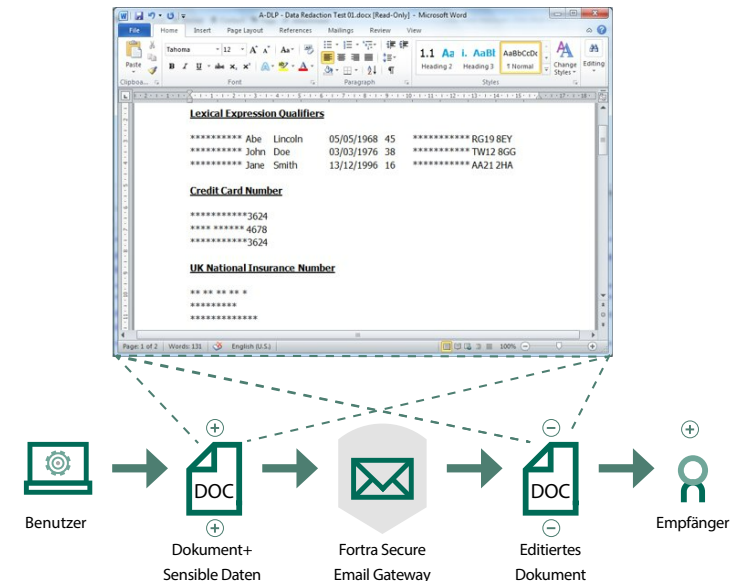 A-DLP - Data Redaction Test 01.docx [Read-Only] - Microsoft Word
File Home Insert Page Layout References Mailings Review View
Paste
Tahoma 12
B I U abc
1.1 Aa i. AaBl AaBbCcDc
Heading 2 Heading 3 1 Normal
Change
Styles
Editing
Clipboa... Font Paragraph Styles
Lexical Expression Qualifiers
********** Abe Lincoln 05/05/1968 45 *********** RG19 8EY
********** John Doe 03/03/1976 38 *********** TW12 8GG
********** Jane Smith 13/12/1996 16 *********** AA21 2HA
Credit Card Number
************3624
**** ****** 4678
************3624
UK National Insurance Number
** ** ** ** *
*********
*************
Page: 1 of 2 Words: 131 English (U.S.) 100%
DOC DOC
Benutzer
Dokument+
Sensible Daten
Fortra Secure
Email Gateway
Editiertes
Dokument
Empfänger